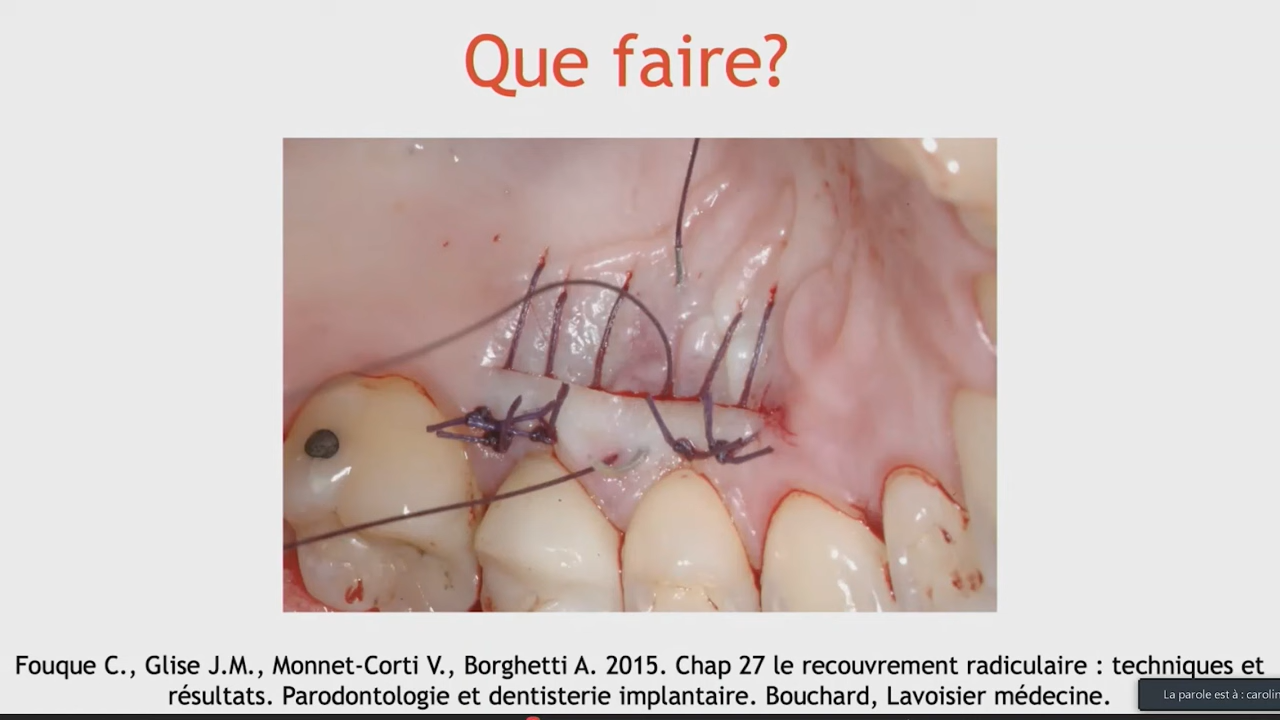 Que faire?
Fouque C., Glise J.M., Monnet-Corti V., Borghetti A. 2015. Chap 27 le recouvrement radiculaire : techniques et
résultats. Parodontologie et dentisterie implantaire. Bouchard, Lavoisier médecine.
La parole est à : carolin